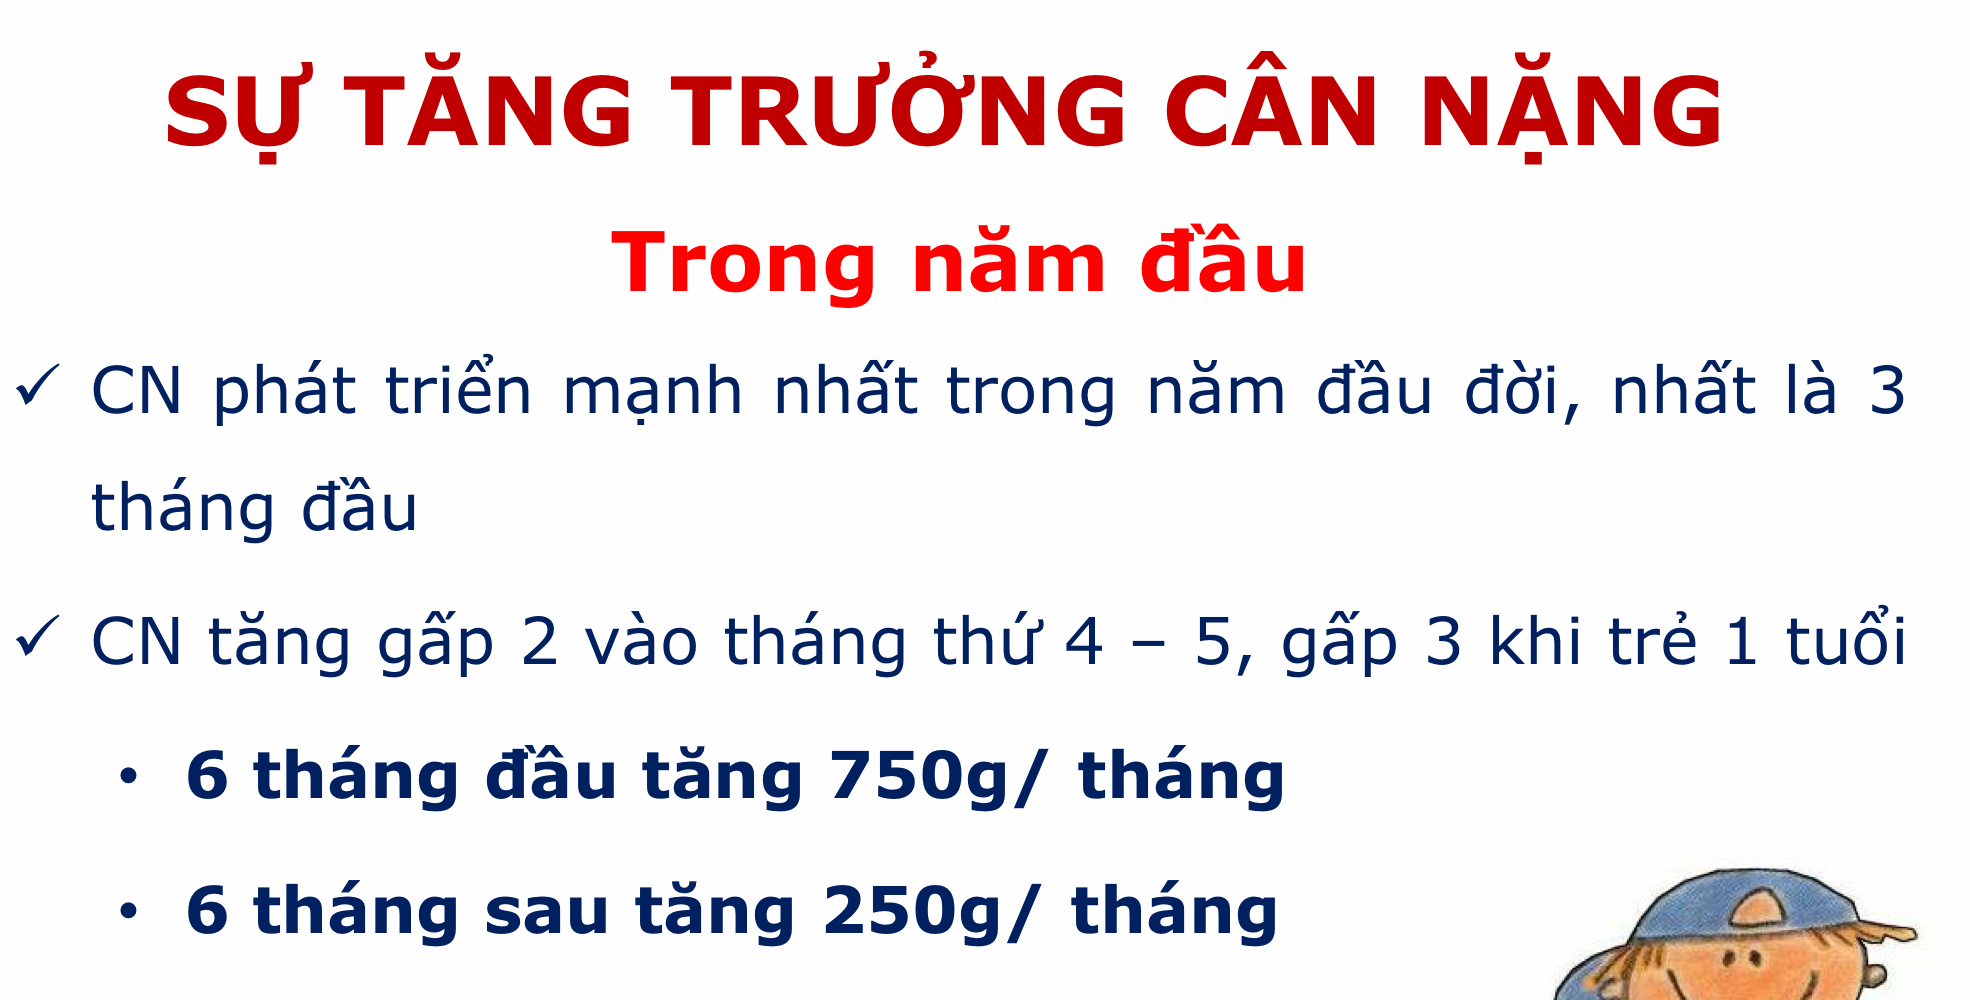 SỰ TĂNG TRƯỞNG CÂN NẶNG
Trong năm đầu
✓ CN phát triển mạnh nhất trong năm đầu đời, nhất là 3
tháng đầu
✓ CN tăng gấp 2 vào tháng thứ 4 – 5, gấp 3 khi trẻ 1 tuổi
• 6 tháng đầu tăng 750g/ tháng
• 6 tháng sau tăng 250g/ tháng